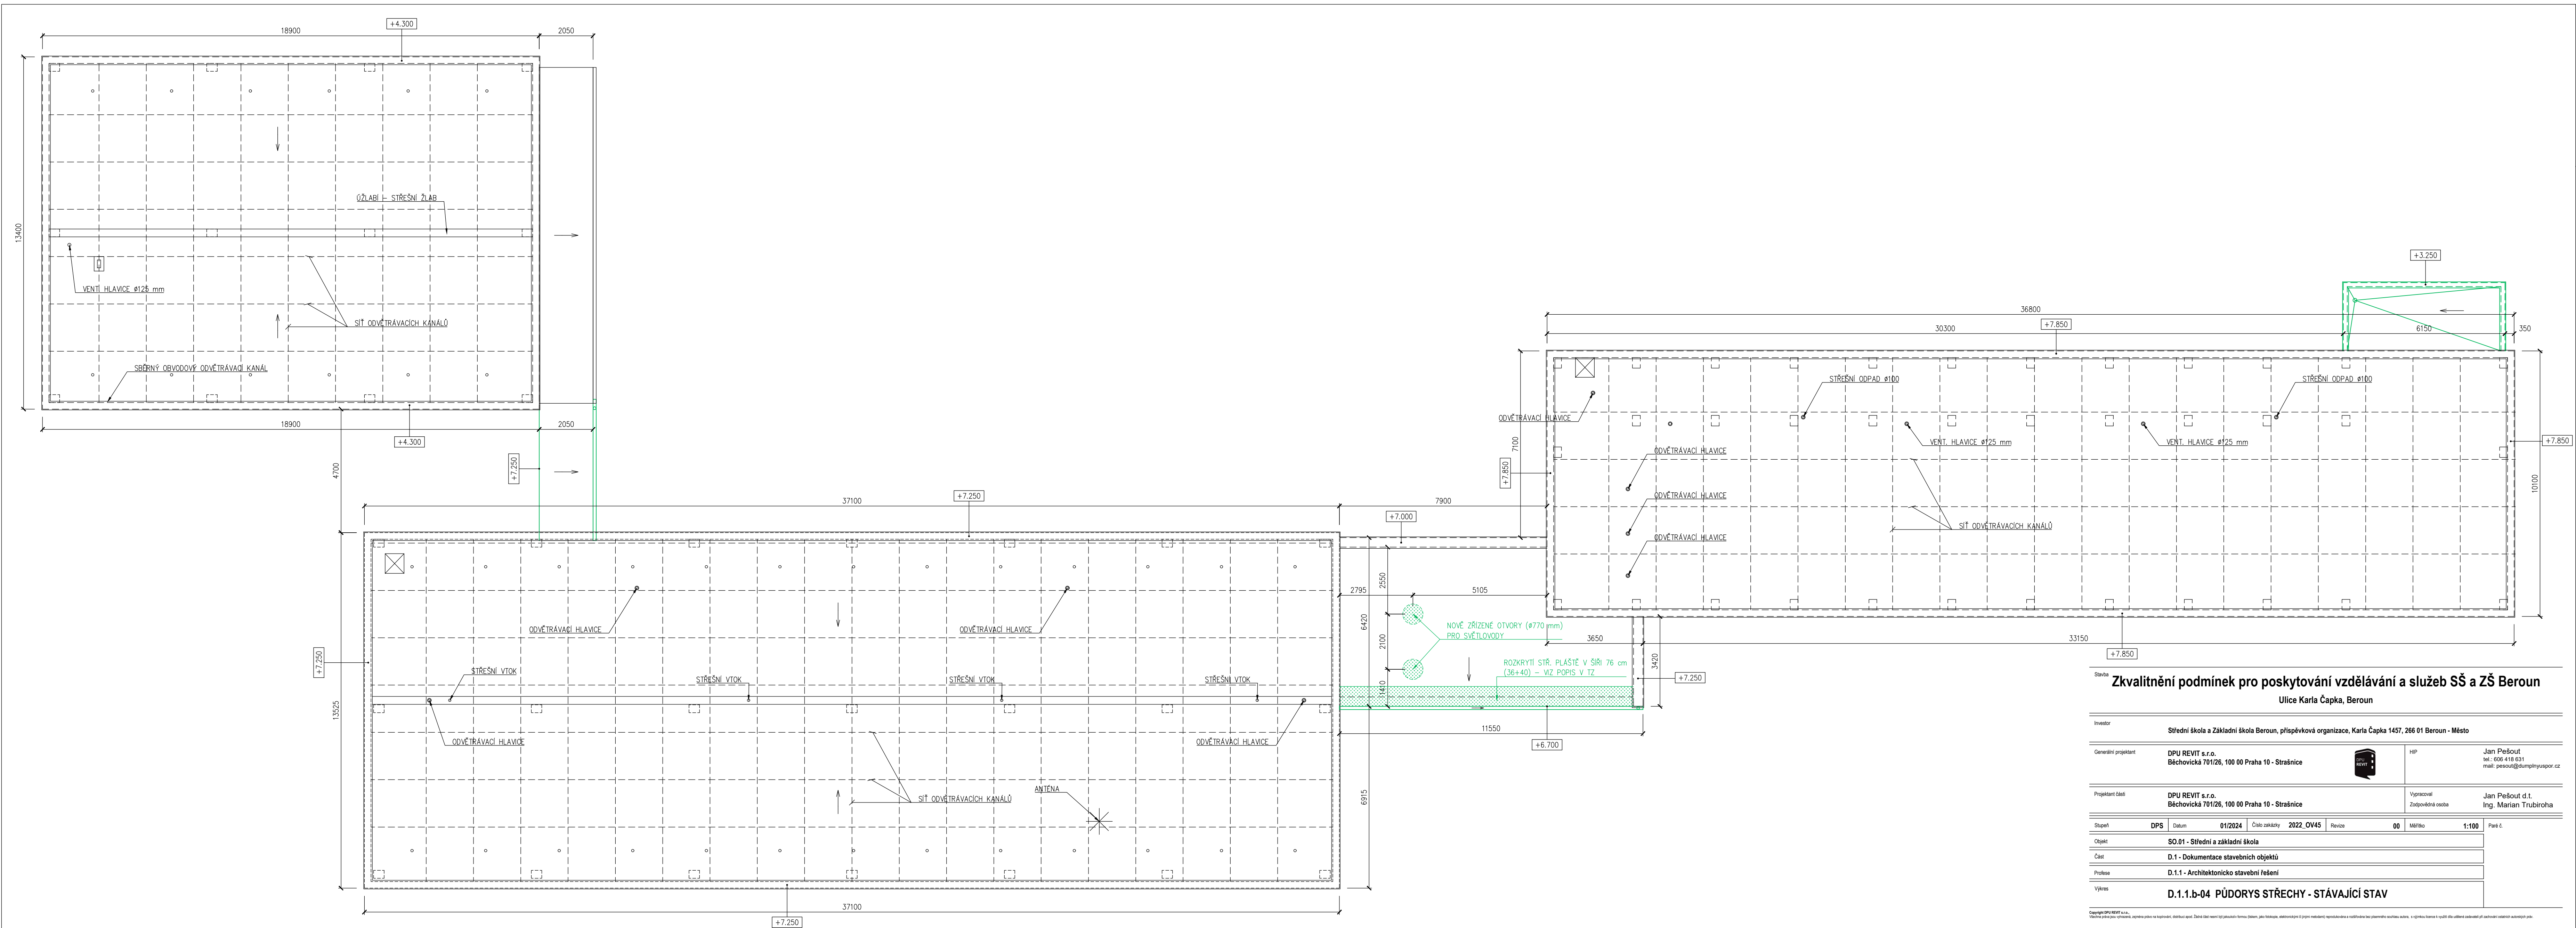 +4.300
18900
2050
13400
ÚŽLABÍ – STŘEŠNÍ ŽLAB
VENT. HLAVICE ø125 mm
SÍŤ ODVĚTRÁVACÍCH KANÁLŮ
SBĚRNÝ OBVODOVÝ ODVĚTRÁVACÍ KANÁL
18900
2050
+4.300
4700
+7.250
37100
+7.250
7900
+7.000
13525
+7.250
ODVĚTRÁVACÍ HLAVICE
ODVĚTRÁVACÍ HLAVICE
STŘEŠNÍ VTOK
STŘEŠNÍ VTOK
STŘEŠNÍ VTOK
STŘEŠNÍ VTOK
ODVĚTRÁVACÍ HLAVICE
ODVĚTRÁVACÍ HLAVICE
SÍŤ ODVĚTRÁVACÍCH KANÁLŮ
ANTÉNA
37100
+7.250
2795
5105
2550
6420
2100
1410
6915
NOVĚ ZŘÍZENÉ OTVORY (ø770 mm)
PRO SVĚTLOVODY
ROZKRYTÍ STŘ. PLÁŠTĚ V ŠÍŘI 76 cm
(36+40) – VIZ POPIS V TZ
11550
+6.700
3650
3420
+7.250
33150
+7.850
+3.250
36800
30300
+7.850
6150
350
7100
+7.850
ODVĚTRÁVACÍ HLAVICE
ODVĚTRÁVACÍ HLAVICE
ODVĚTRÁVACÍ HLAVICE
ODVĚTRÁVACÍ HLAVICE
STŘEŠNÍ ODPAD ø100
STŘEŠNÍ ODPAD ø100
VENT. HLAVICE ø125 mm
VENT. HLAVICE ø125 mm
SÍŤ ODVĚTRÁVACÍCH KANÁLŮ
+7.850
10100
Stavba
Zkvalitnění podmínek pro poskytování vzdělávání a služeb SŠ a ZŠ Beroun
Ulice Karla Čapka, Beroun
Investor
Střední škola a Základní škola Beroun, příspěvková organizace, Karla Čapka 1457, 266 01 Beroun - Město
Generální projektant
DPU REVIT s.r.o.
Běchovická 701/26, 100 00 Praha 10 - Strašnice
DPU
REVIT
HIP
Jan Pešout
tel.: 606 418 631
mail: pesout@dumplnyuspor.cz
Projektant části
DPU REVIT s.r.o.
Běchovická 701/26, 100 00 Praha 10 - Strašnice
Vypracoval Jan Pešout d.t.
Zodpovědná osoba Ing. Marian Trubiroha
Stupeň DPS Datum 01/2024 Číslo zakázky 2022_OV45 Revize 00 Měřítko 1:100 Paré č.
Objekt SO.01 - Střední a základní škola
Část D.1 - Dokumentace stavebních objektů
Profese D.1.1 - Architektonicko stavební řešení
Výkres D.1.1.b-04 PŮDORYS STŘECHY - STÁVAJÍCÍ STAV
Copyright DPU REVIT s.r.o.,